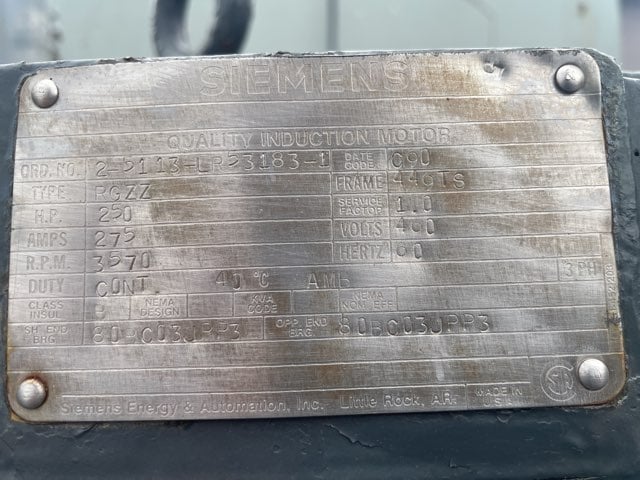 SIEMENS
QUALITY INDUCTION MOTOR
ORD. NO. 2-5113-LR53183-1 DATE CODE C90
TYPE RGZZ FRAME 449TS
H.P. 250 SERVICE FACTOR 1.0
AMPS 275 VOLTS 460
R.P.M. 3570 HERTZ 60
DUTY CONT 40°C AMB 3 PH
CLASS INSUL NEMA DESIGN KVA CODE NEMA NOM. EFF.
SH. END BRG. 80BC03JPP3 OPP. END BRG. 80BC03JPP3
Siemens Energy & Automation, Inc. Little Rock, AR. MADE IN U.S.A.